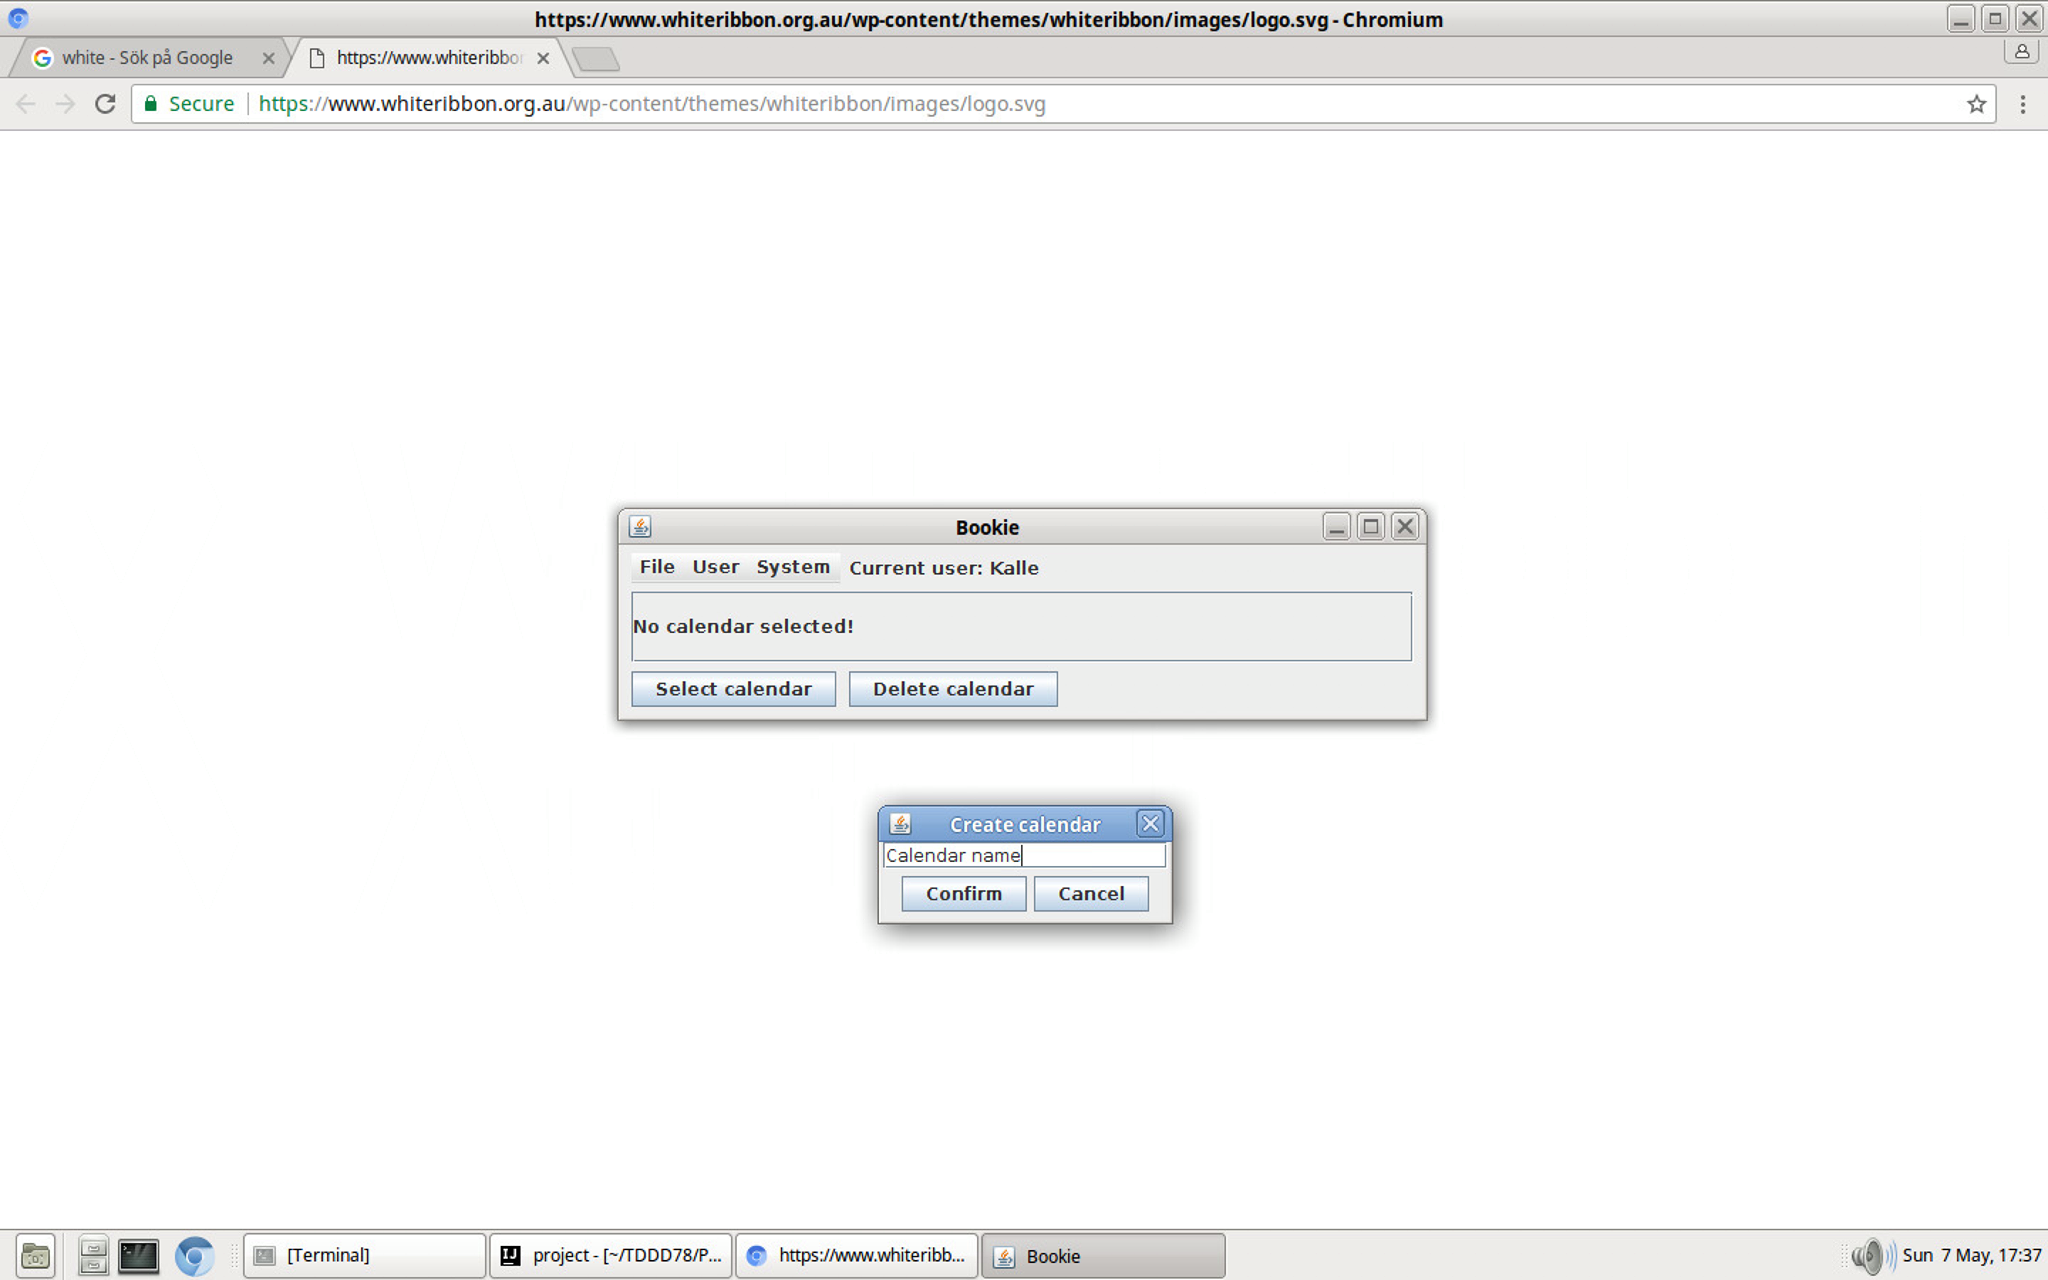 https://www.whiteribbon.org.au/wp-content/themes/whiteribbon/images/logo.svg - Chromium
white - Sök på Google
https://www.whiteribbor
Secure
https://www.whiteribbon.org.au/wp-content/themes/whiteribbon/images/logo.svg
Bookie
File User System Current user: Kalle
No calendar selected!
Select calendar Delete calendar
Create calendar
Calendar name
Confirm Cancel
[Terminal]
IJ
project - [~/TDDD78/P...
https://www.whiteribb...
Bookie
Sun 7 May, 17:37